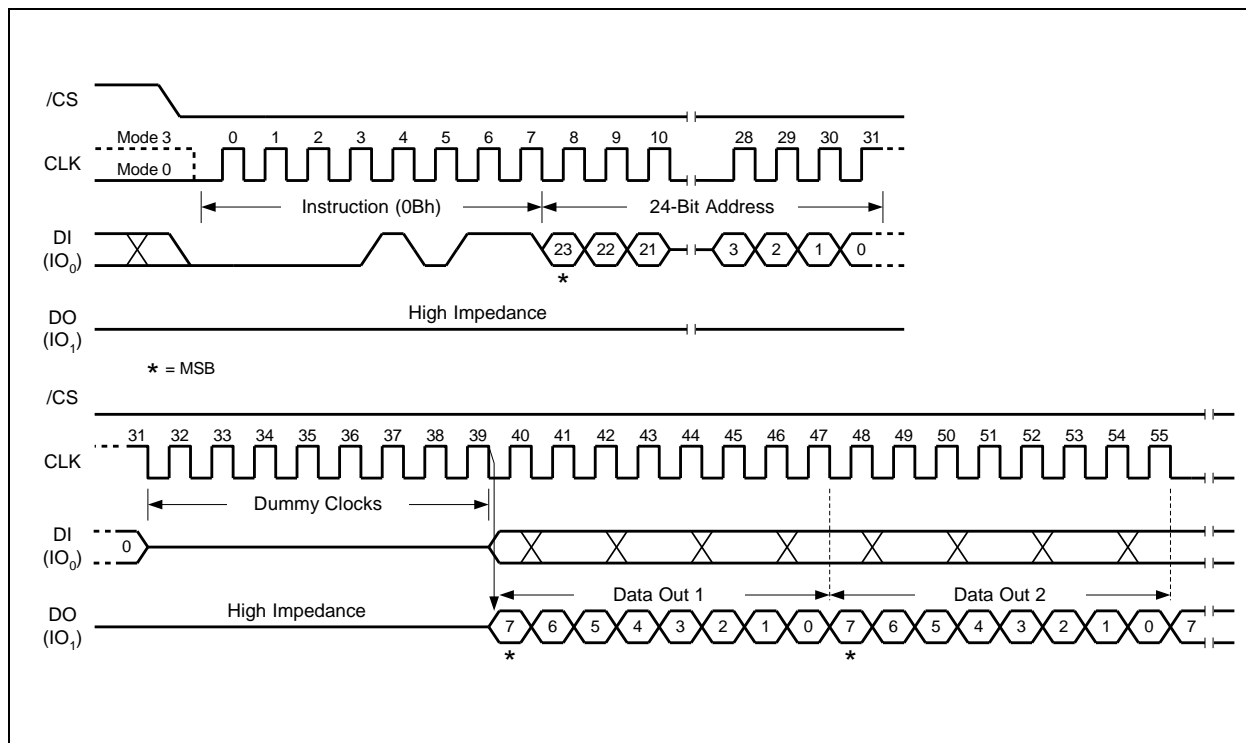 /CS
Mode 3 0 1 2 3 4 5 6 7 8 9 10 28 29 30 31
CLK
Mode 0
Instruction (0Bh) 24-Bit Address
DI
(IO0)
23 22 21 3 2 1 0
*
High Impedance
DO
(IO1)
* = MSB
/CS
31 32 33 34 35 36 37 38 39 40 41 42 43 44 45 46 47 48 49 50 51 52 53 54 55
CLK
Dummy Clocks
DI
(IO0)
0
Data Out 1 Data Out 2
High Impedance
DO
(IO1)
7 6 5 4 3 2 1 0 7 6 5 4 3 2 1 0 7
* *